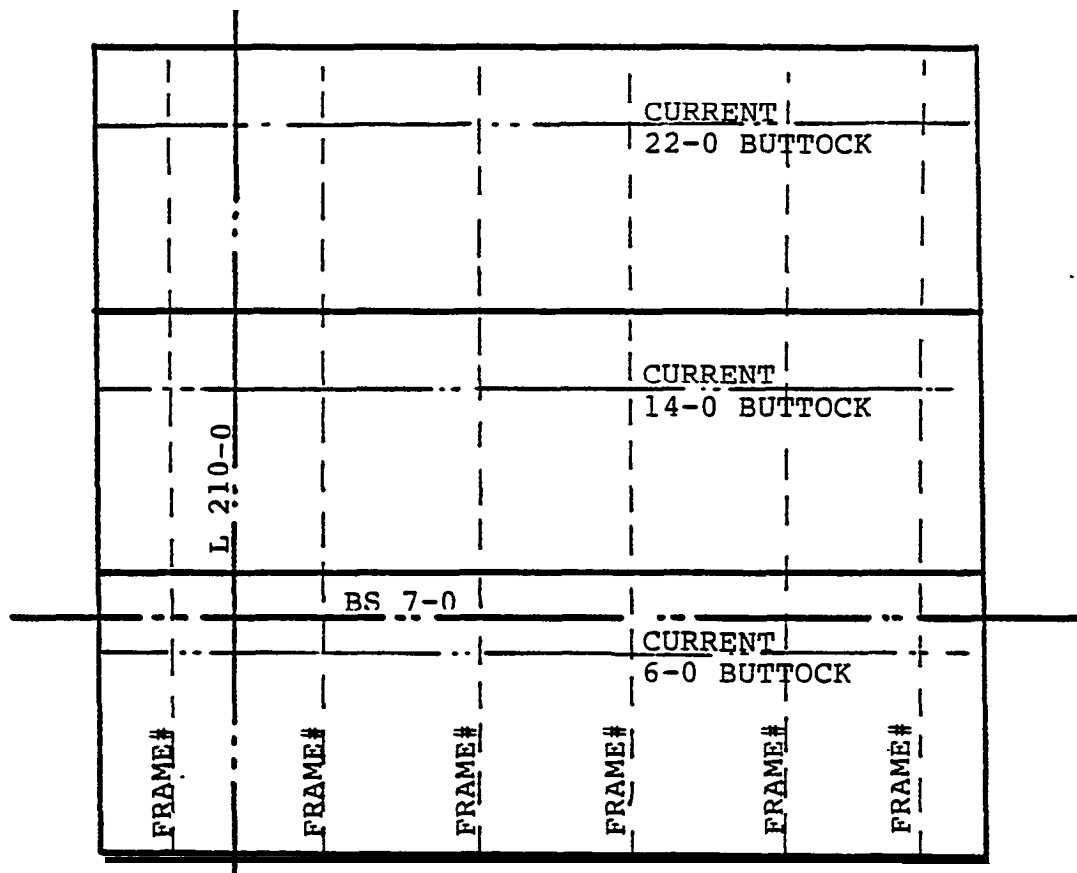 CURRENT
22-0 BUTTOCK
CURRENT
14-0 BUTTOCK
L 210-0
BS 7-0
CURRENT
6-0 BUTTOCK
FRAME#
FRAME#
FRAME#
FRAME#
FRAME#
FRAME#